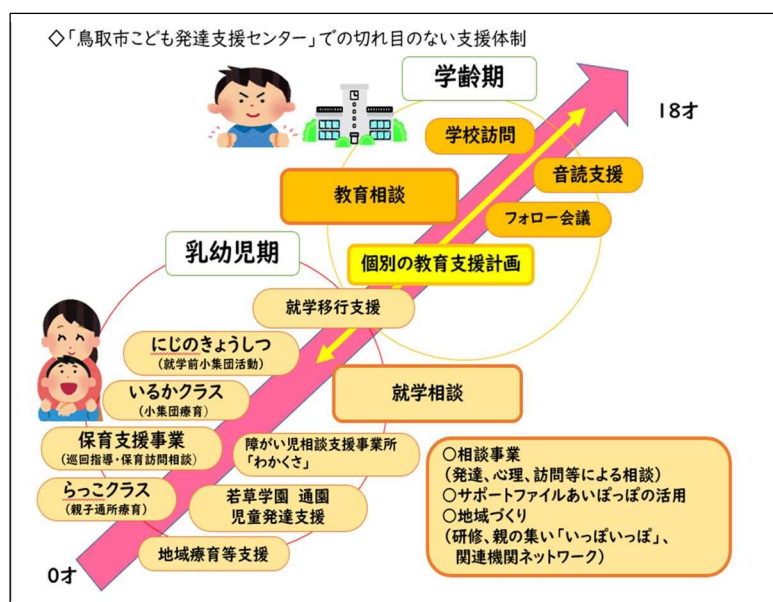 ◇「鳥取市こども発達支援センター」での切れ目のない支援体制
学齢期
18才
学校訪問
音読支援
教育相談
フォロー会議
乳幼児期
個別の教育支援計画
就学移行支援
にじのきょうしつ
(就学前小集団活動)
いるかクラス
(小集団療育)
就学相談
保育支援事業
(巡回指導・保育訪問相談)
障がい児相談支援事業所
「わかくさ」
らっこクラス
(親子通所療育)
若草学園 通園
児童発達支援
地域療育等支援
0才
○相談事業
(発達、心理、訪問等による相談)
○サポートファイルあいぽっぽの活用
○地域づくり
(研修、親の集い「いっぽいっぽ」、
関連機関ネットワーク)